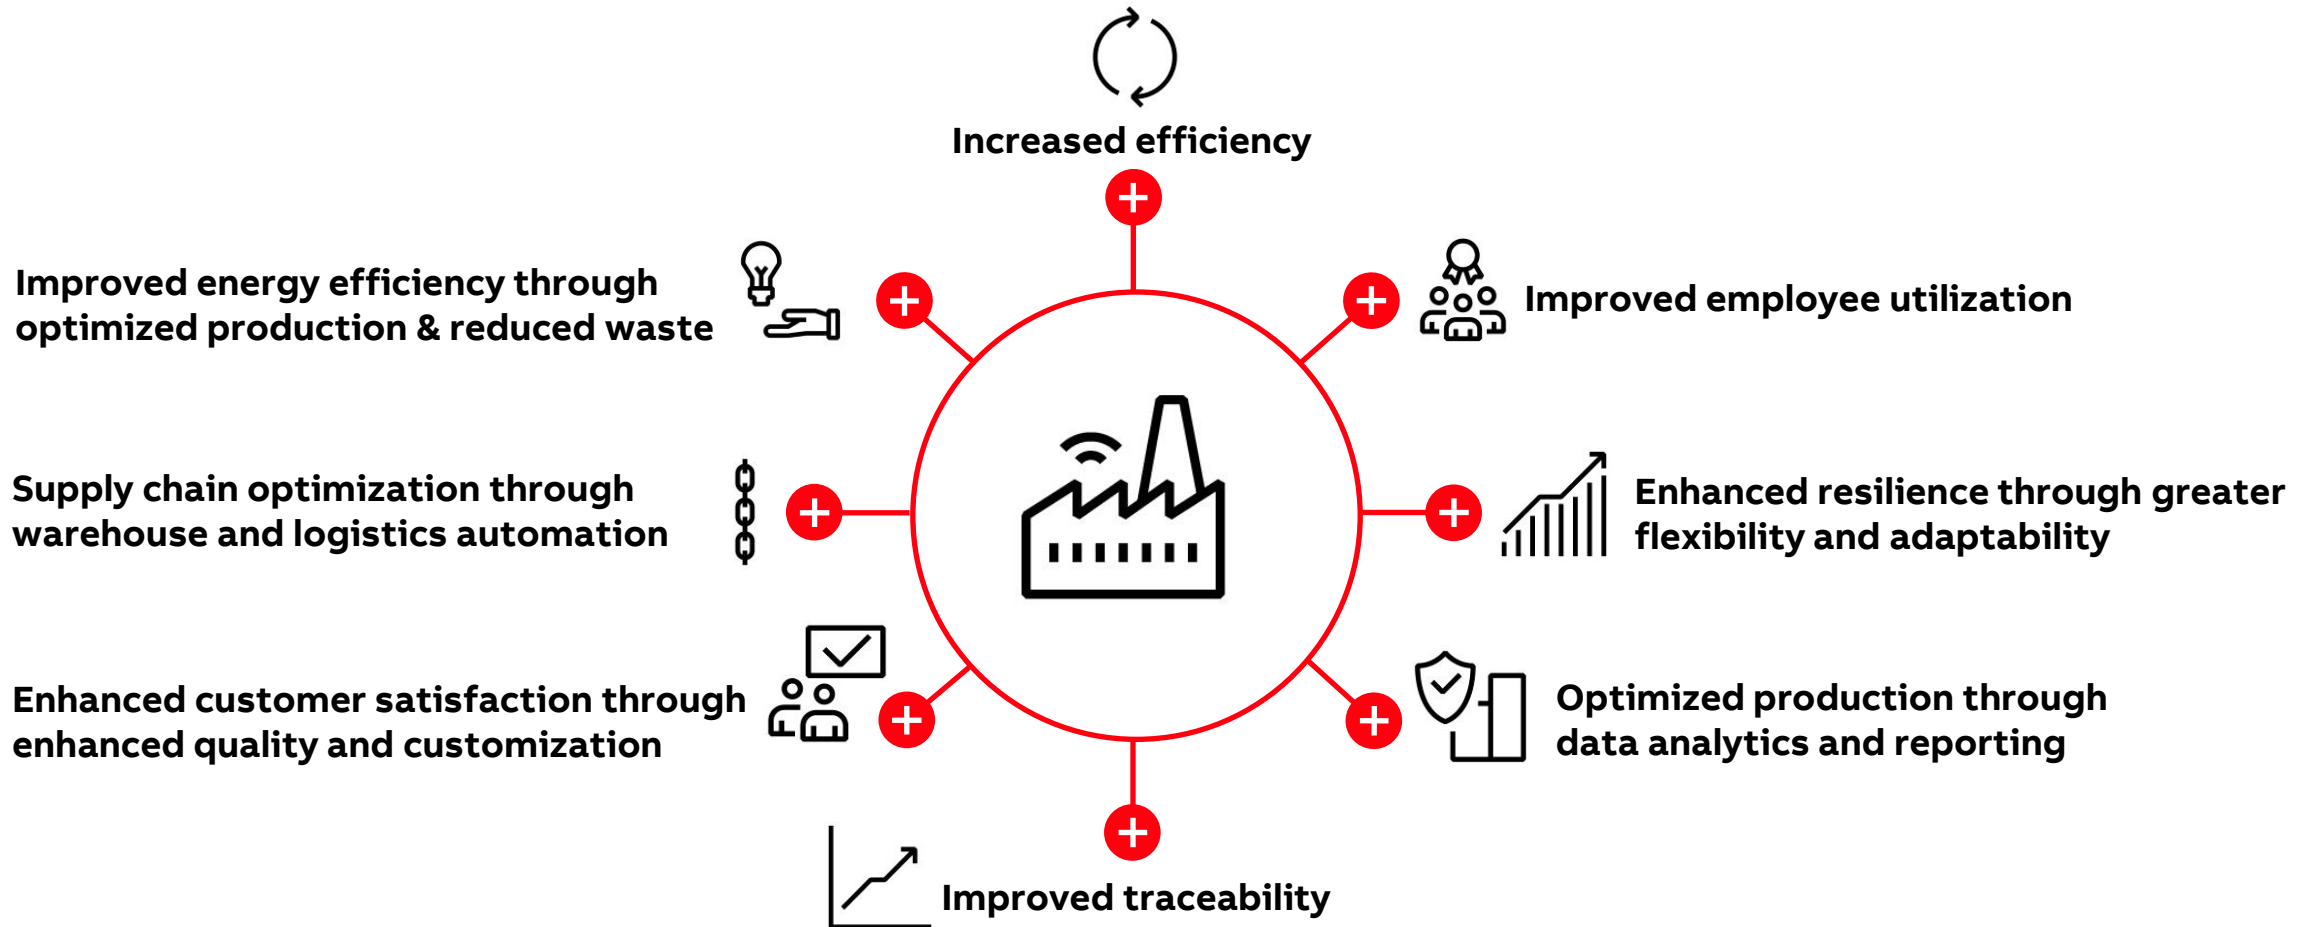 Increased efficiency
Improved energy efficiency through
optimized production & reduced waste
Improved employee utilization
Supply chain optimization through
warehouse and logistics automation
Enhanced resilience through greater
flexibility and adaptability
Enhanced customer satisfaction through
enhanced quality and customization
Optimized production through
data analytics and reporting
Improved traceability